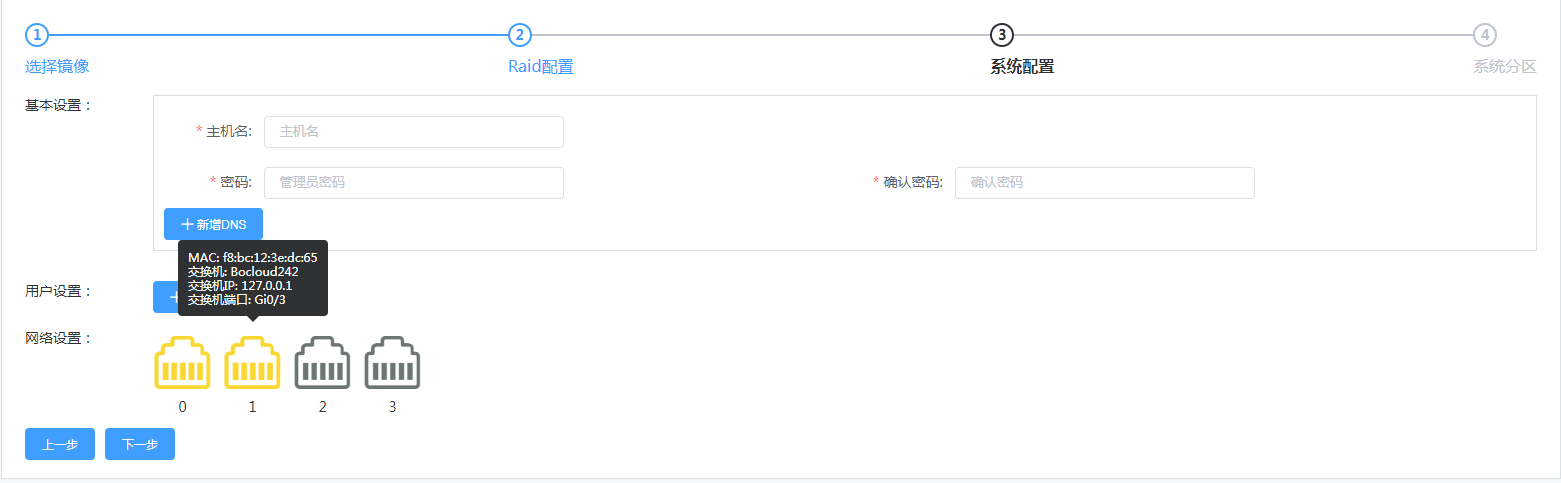 1
2
3
4
选择镜像
Raid配置
系统配置
系统分区
基本设置：
* 主机名: 主机名
* 密码: 管理员密码
* 确认密码: 确认密码
新增DNS
MAC: f8:bc:12:3e:dc:65
交换机: Bocloud242
交换机IP: 127.0.0.1
交换机端口: Gi0/3
用户设置：
网络设置：
0
1
2
3
上一步
下一步